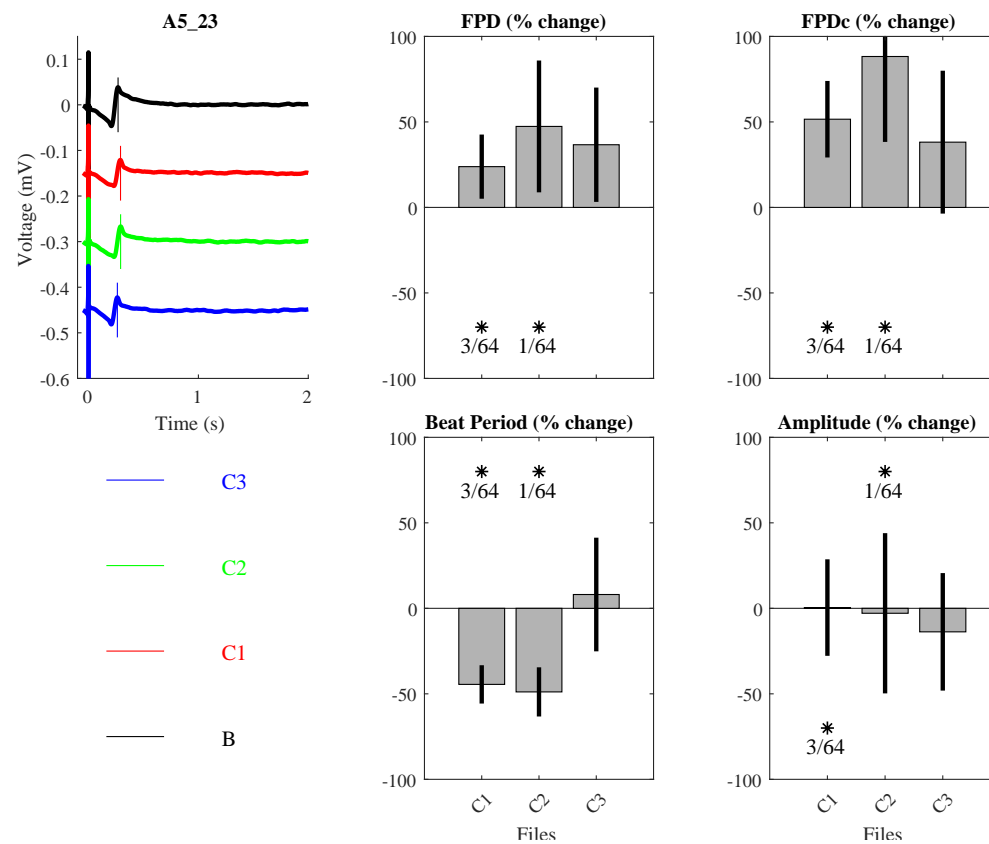 A5_23
0.1
0
-0.1
-0.2
-0.3
-0.4
-0.5
-0.6
Voltage (mV)
0
1
2
Time (s)
FPD (% change)
100
50
0
-50
-100
3/64
1/64
FPDc (% change)
100
50
0
-50
-100
3/64
1/64
C3
C2
C1
B
Beat Period (% change)
100
50
0
-50
-100
3/64
1/64
C1
C2
C3
Files
Amplitude (% change)
100
50
0
-50
-100
1/64
3/64
C1
C2
C3
Files